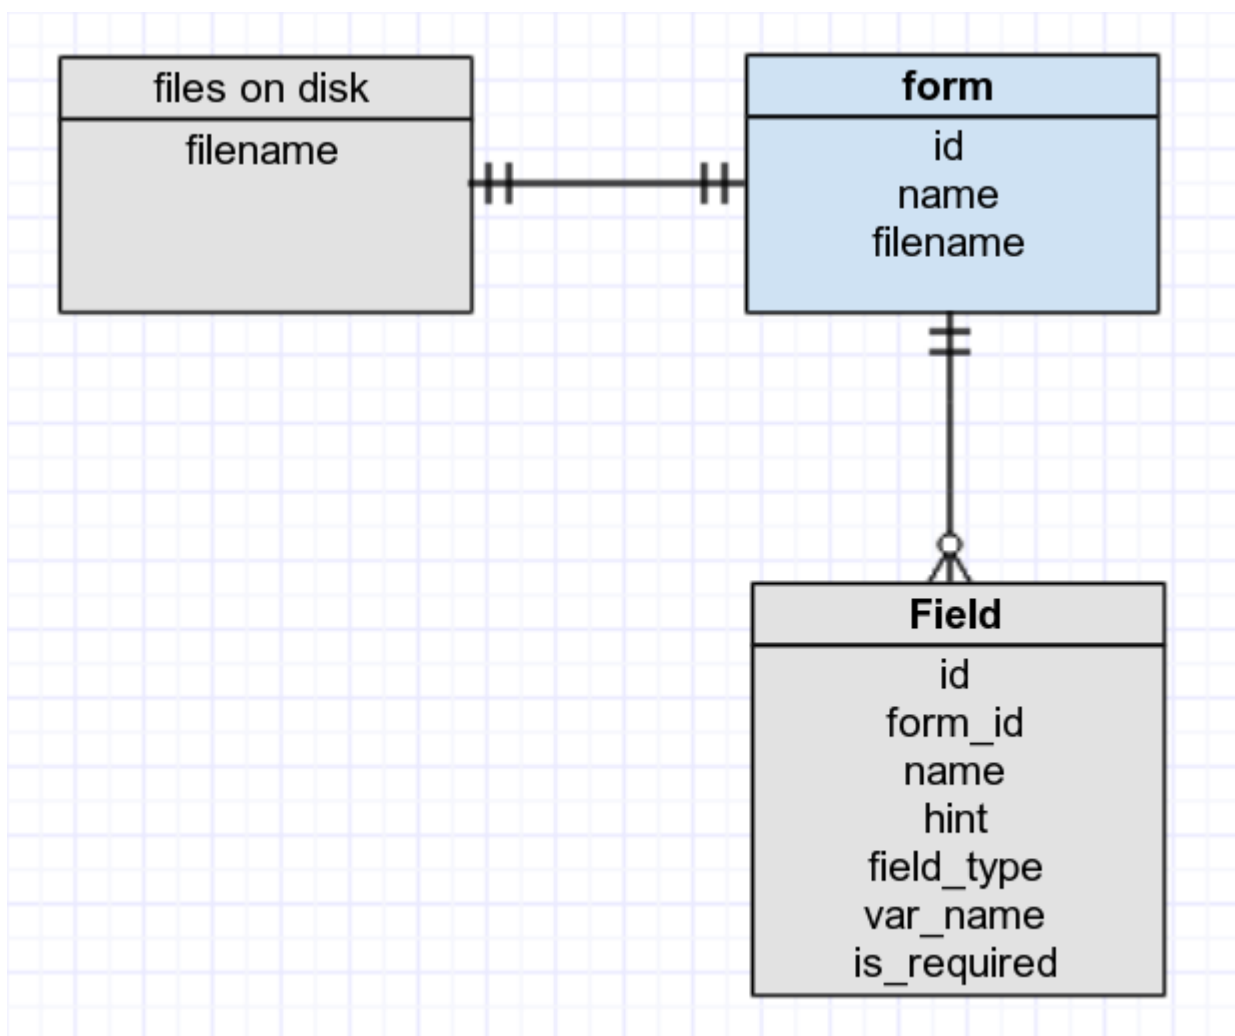 files on disk
filename
form
id
name
filename
Field
id
form_id
name
hint
field_type
var_name
is_required